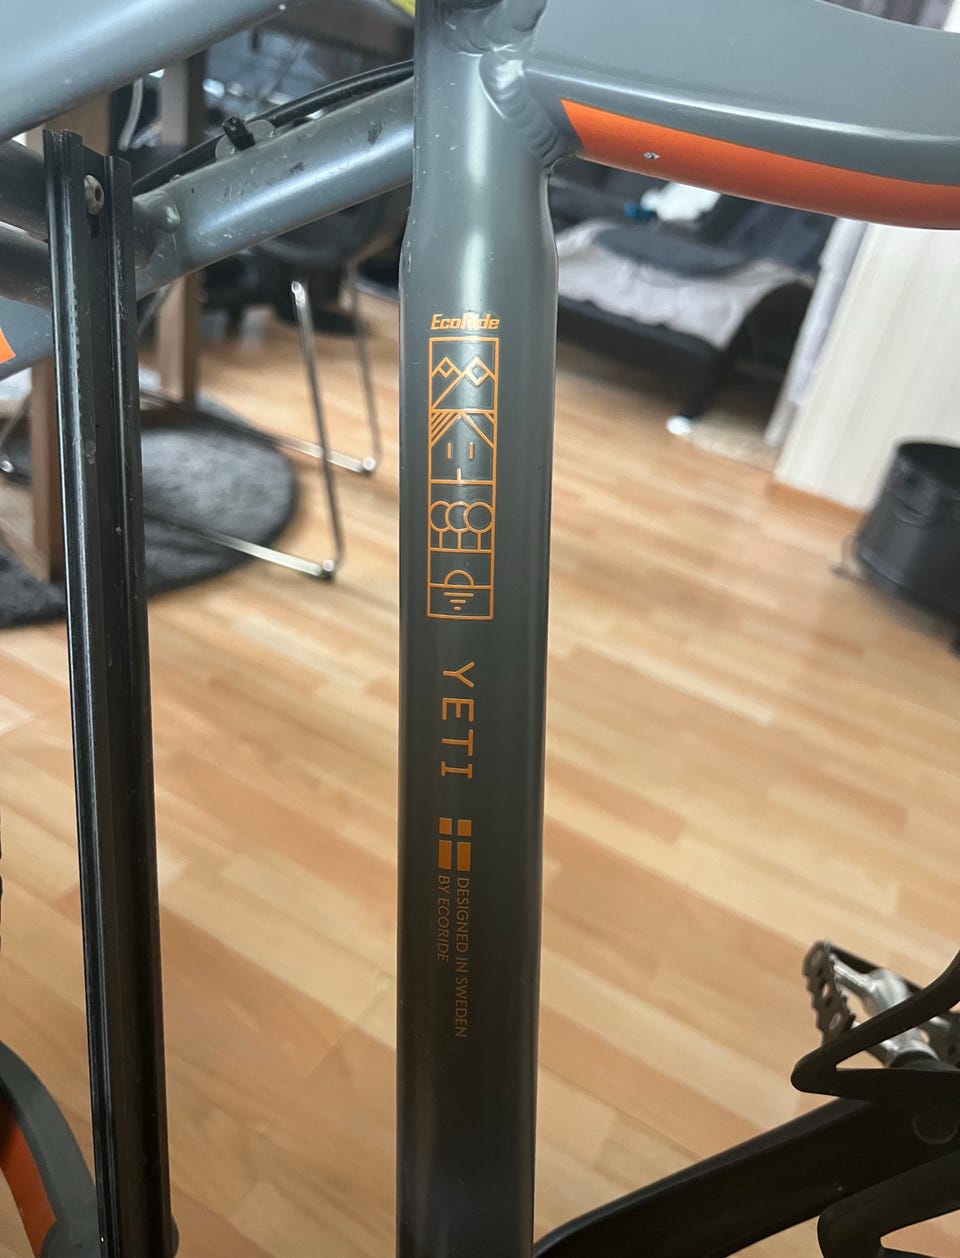 EcoRide
YETI
DESIGNED IN SWEDEN
BY ECORIDE